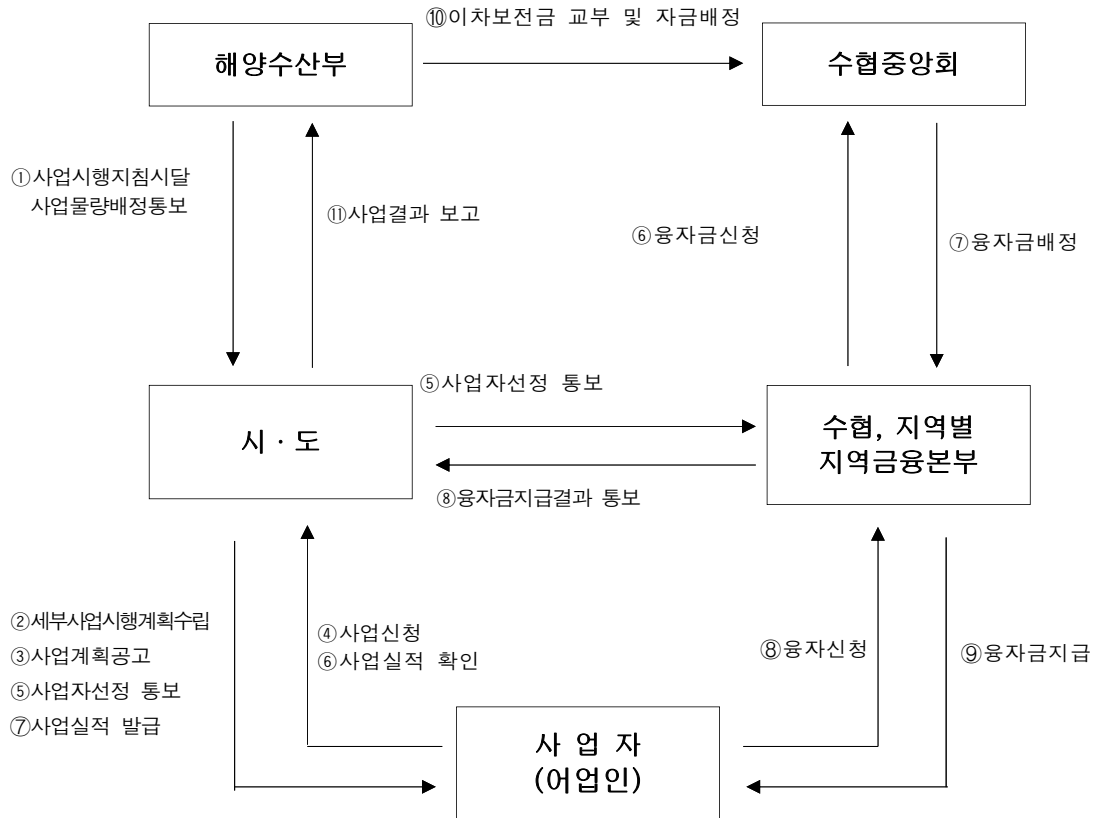 ⑩이차보전금 교부 및 자금배정
해양수산부
수협중앙회
①사업시행지침시달
사업물량배정통보
⑪사업결과 보고
⑥융자금신청
⑦융자금배정
시 · 도
⑤사업자선정 통보
수협, 지역별
지역금융본부
⑧융자금지급결과 통보
②세부사업시행계획수립
③사업계획공고
⑤사업자선정 통보
⑦사업실적 발급
④사업신청
⑥사업실적 확인
⑧융자신청
⑨융자금지급
사 업 자
(어업인)